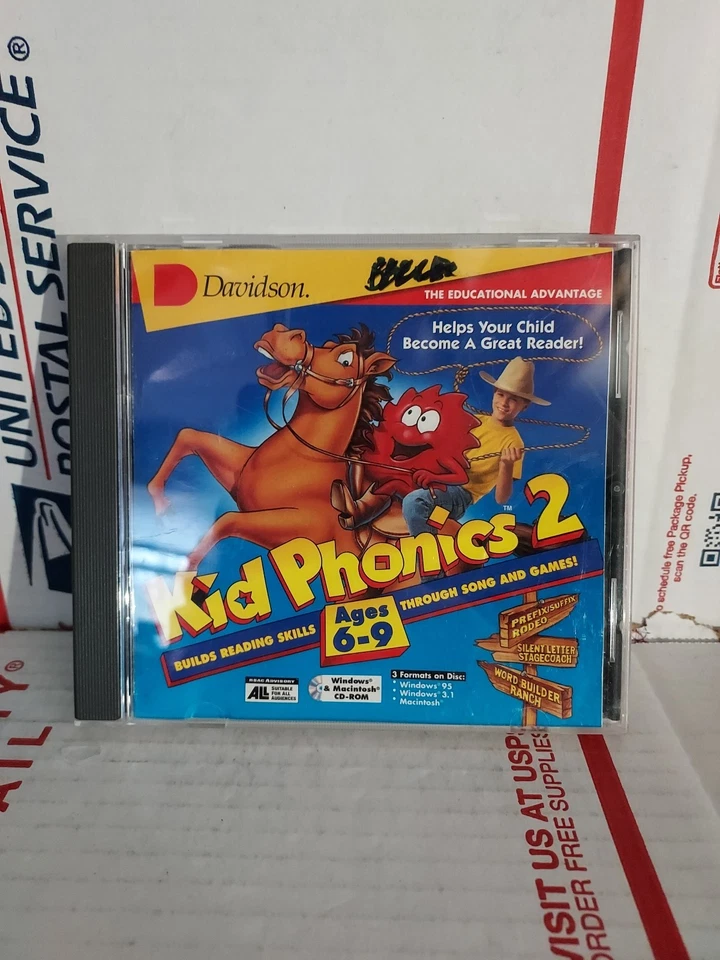 UNITED
POSTAL SERVICE ®
Davidson.
THE EDUCATIONAL ADVANTAGE
Helps Your Child
Become A Great Reader!
Kid Phonics™ 2
BUILDS READING SKILLS
Ages
6-9
THROUGH SONG AND GAMES!
PREFIX/SUFFIX
RODEO
SILENT LETTER
STAGECOACH
WORD BUILDER
RANCH
RSAC ADVISORY
ALL
SUITABLE
FOR ALL
AUDIENCES
Windows®
& Macintosh®
CD-ROM
3 Formats on Disc:
• Windows® 95
• Windows® 3.1
• Macintosh®
schedule free Package Pickup,
scan the QR code.
VISIT US AT USPS
ORDER FREE SUPPLIES